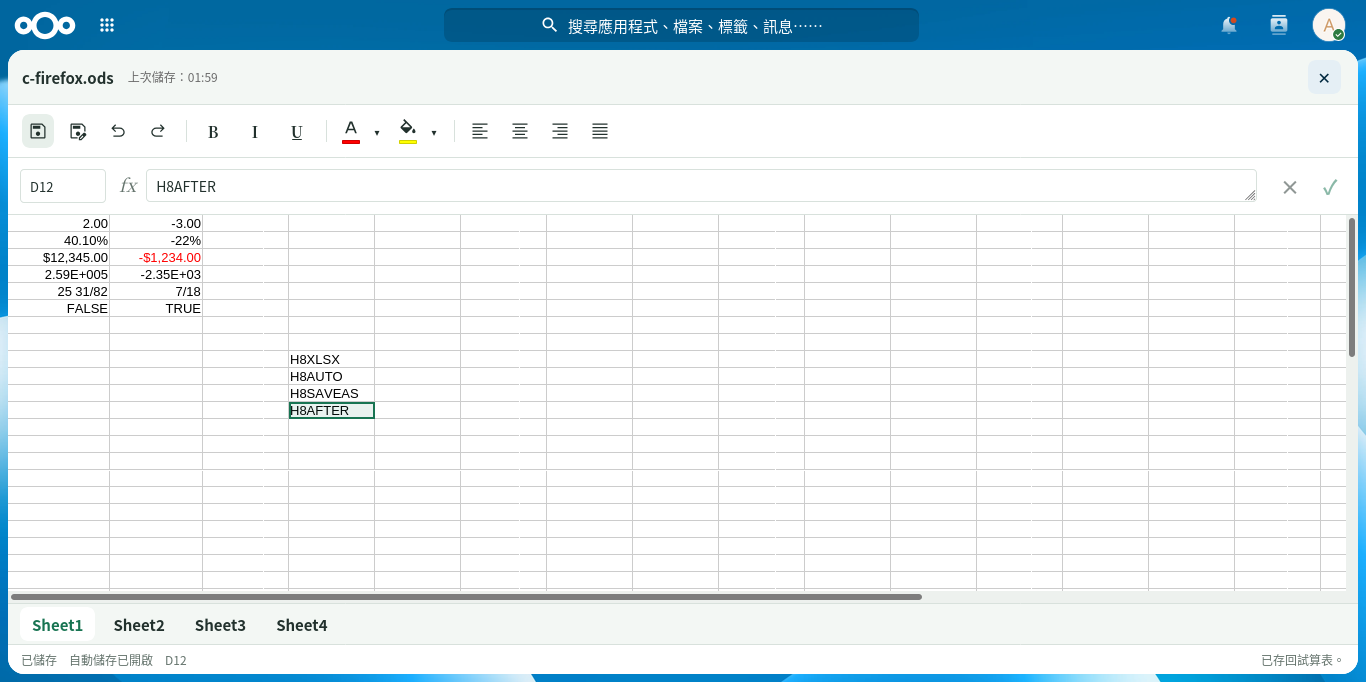 搜尋應用程式、檔案、標籤、訊息……
A
c-firefox.ods 上次儲存：01:59
B I U A
D12 fx H8AFTER
2.00 -3.00
40.10% -22%
$12,345.00 -$1,234.00
2.59E+005 -2.35E+03
25 31/82 7/18
FALSE TRUE
H8XLSX
H8AUTO
H8SAVEAS
H8AFTER
Sheet1 Sheet2 Sheet3 Sheet4
已儲存 自動儲存已開啟 D12 已存回試算表。